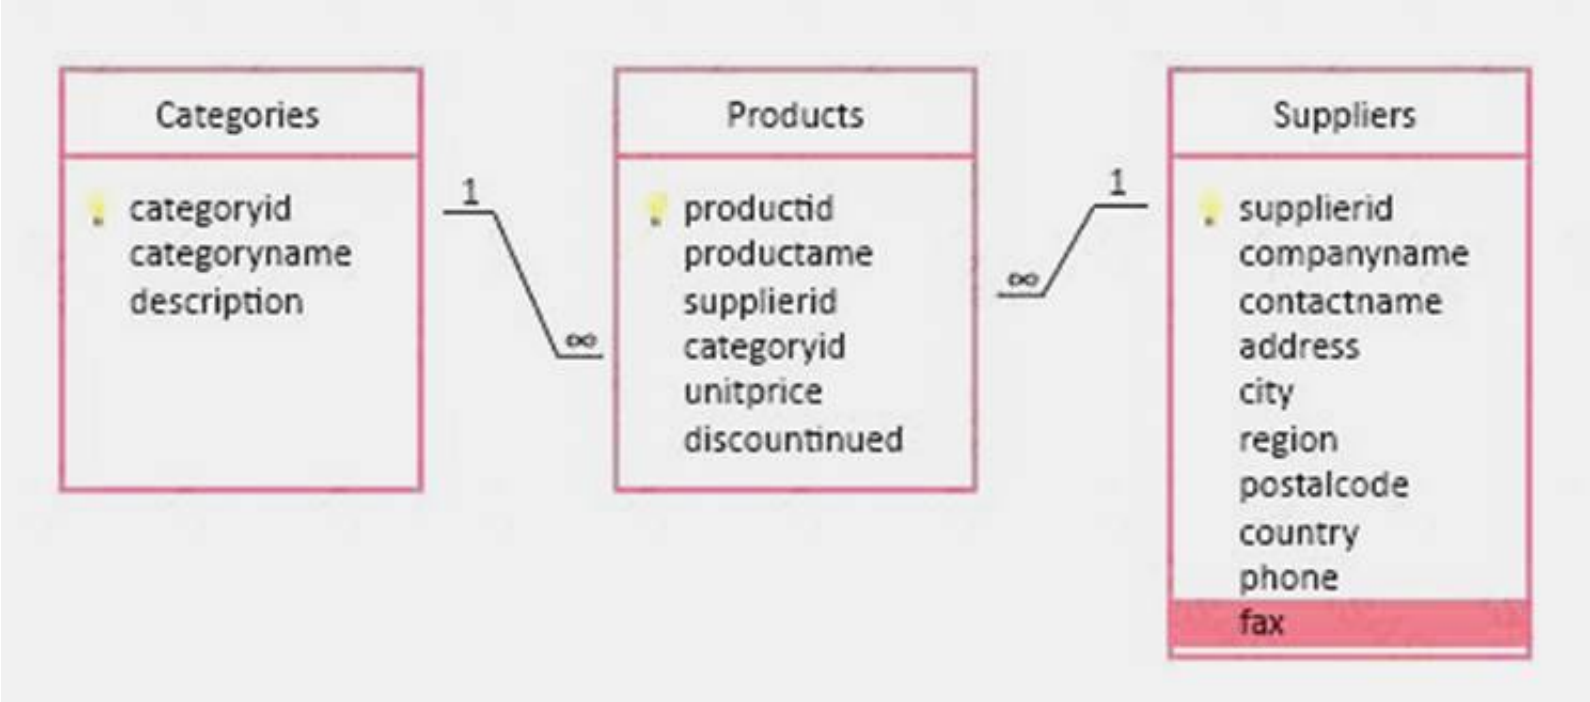 Categories
categoryid
categoryname
description
1
∞
Products
productid
productame
supplierid
categoryid
unitprice
discountinued
∞
1
Suppliers
supplierid
companyname
contactname
address
city
region
postalcode
country
phone
fax